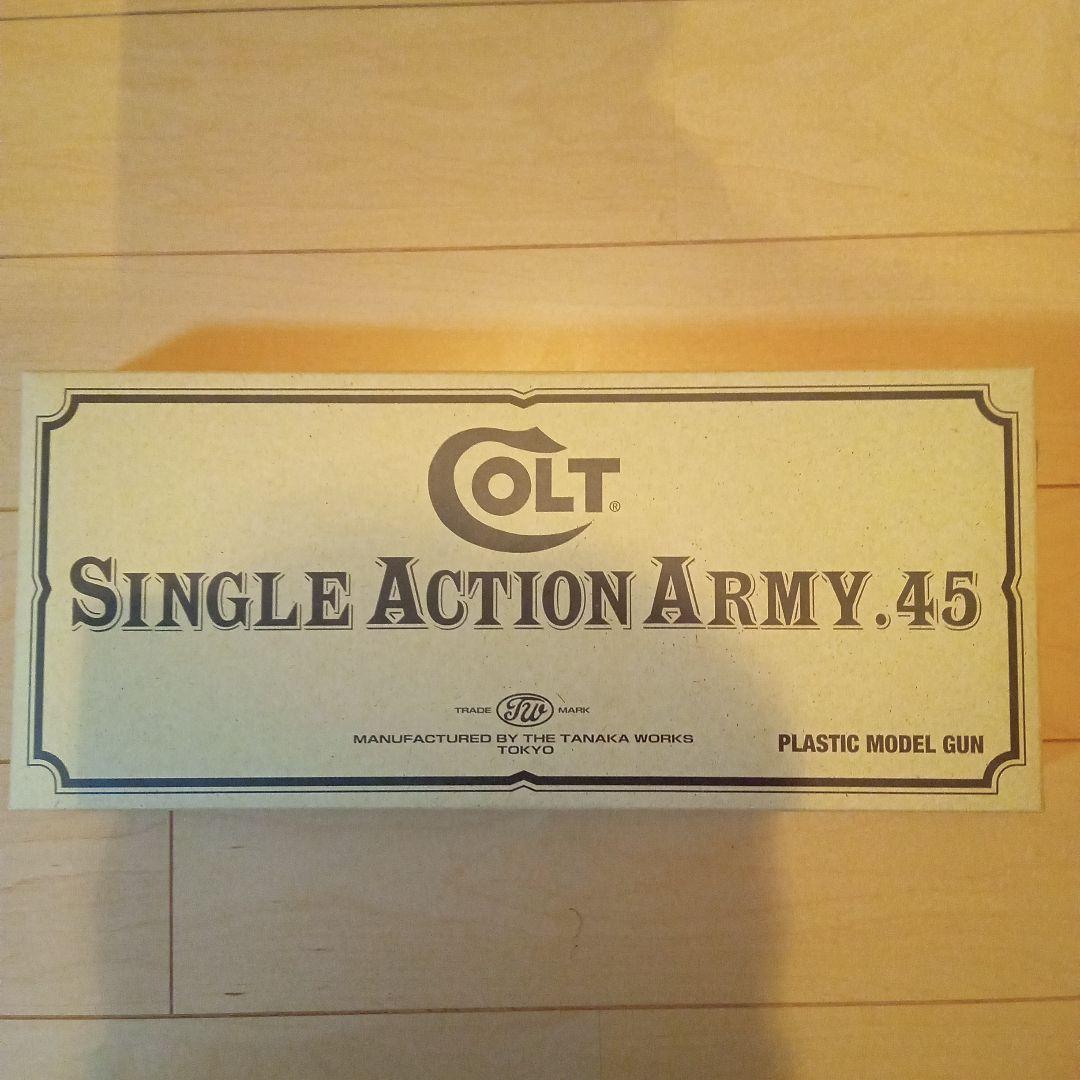 COLT®
SINGLE ACTION ARMY .45
TRADE TW MARK
MANUFACTURED BY THE TANAKA WORKS
TOKYO
PLASTIC MODEL GUN